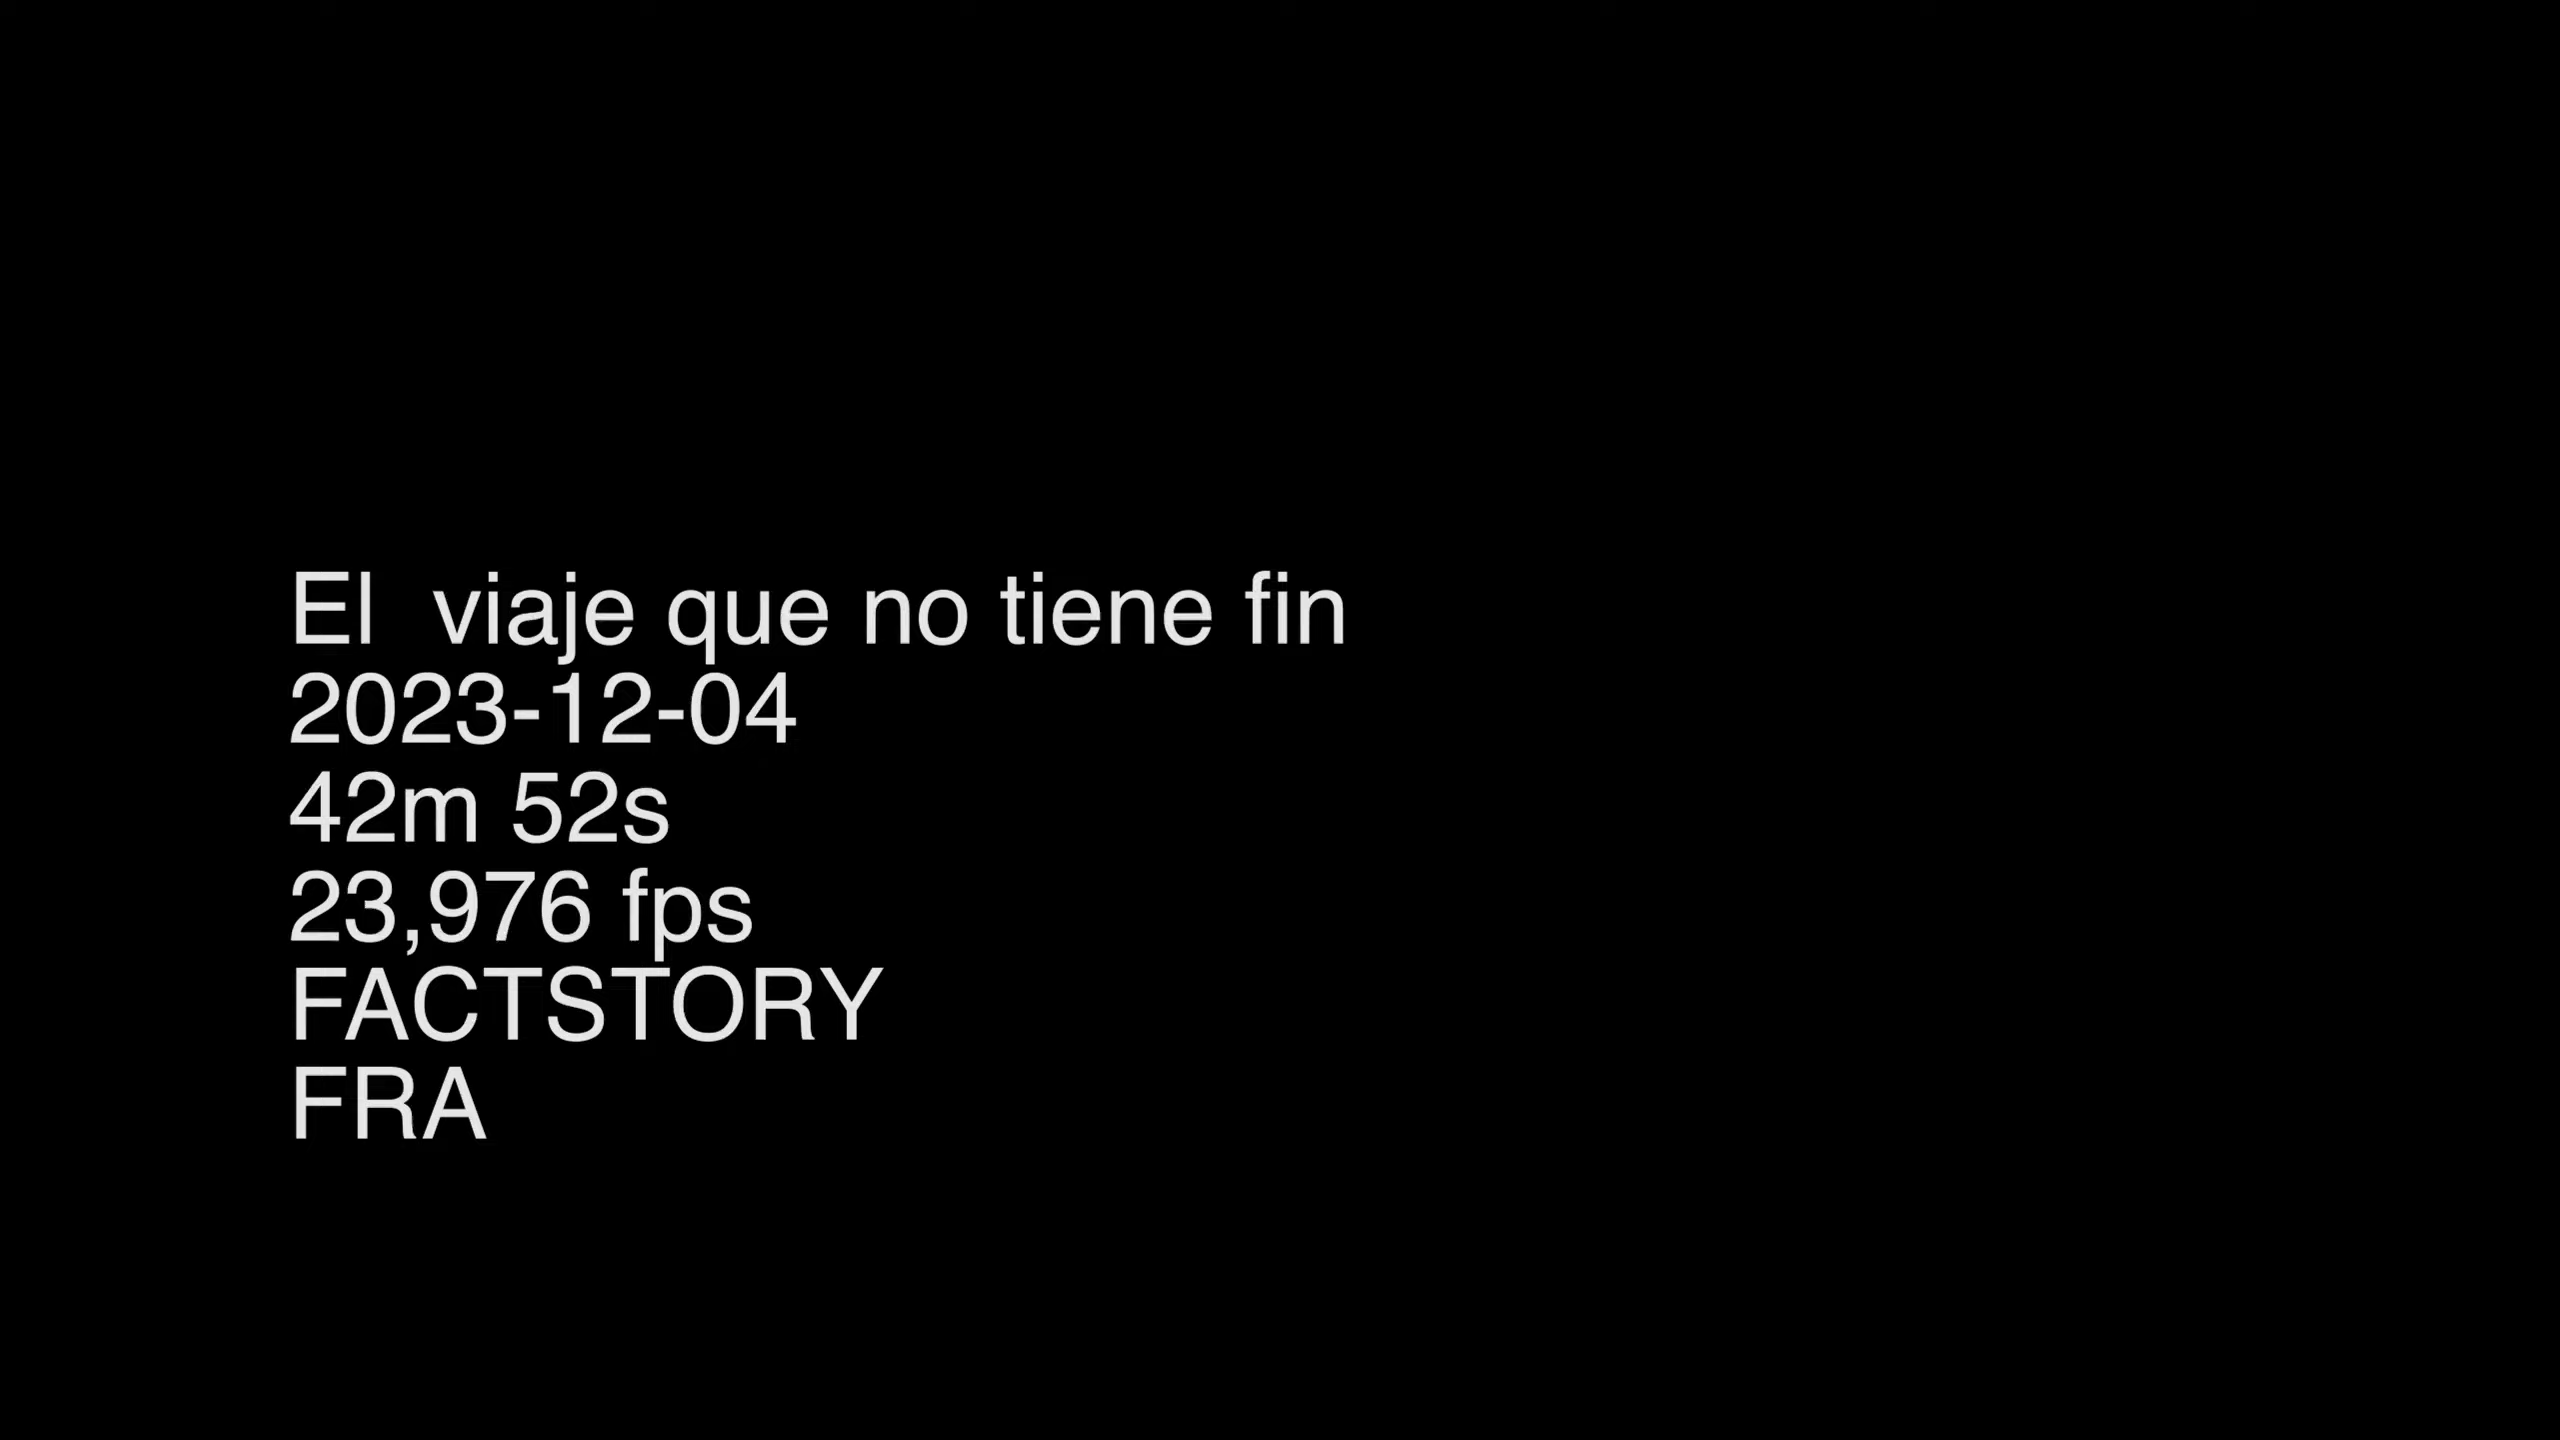 El  viaje que no tiene fin
2023-12-04
42m 52s
23,976 fps
FACTSTORY
FRA